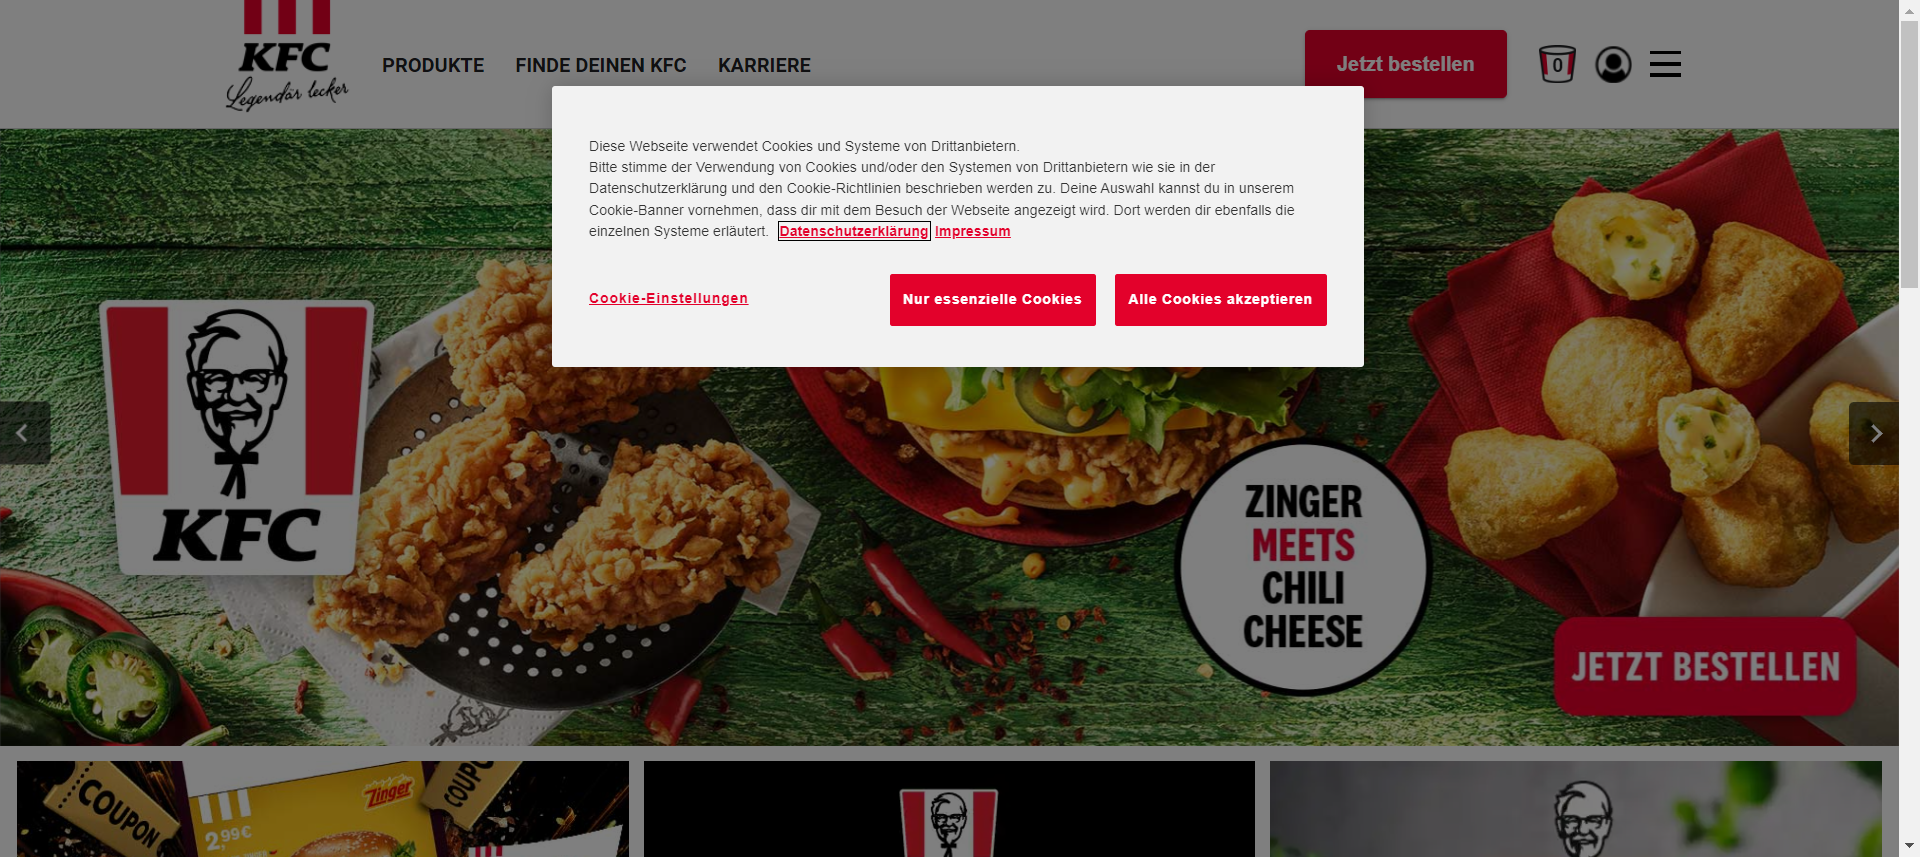 KFC
Legendär lecker
PRODUKTE
FINDE DEINEN KFC
KARRIERE
Jetzt bestellen
0
Diese Webseite verwendet Cookies und Systeme von Drittanbietern.
Bitte stimme der Verwendung von Cookies und/oder den Systemen von Drittanbietern wie sie in der
Datenschutzerklärung und den Cookie-Richtlinien beschrieben werden zu. Deine Auswahl kannst du in unserem
Cookie-Banner vornehmen, dass dir mit dem Besuch der Webseite angezeigt wird. Dort werden dir ebenfalls die
einzelnen Systeme erläutert. Datenschutzerklärung Impressum
Cookie-Einstellungen
Nur essenzielle Cookies
Alle Cookies akzeptieren
KFC
ZINGER
MEETS
CHILI
CHEESE
JETZT BESTELLEN
COUPON
2,99€
Zinger
COUPO